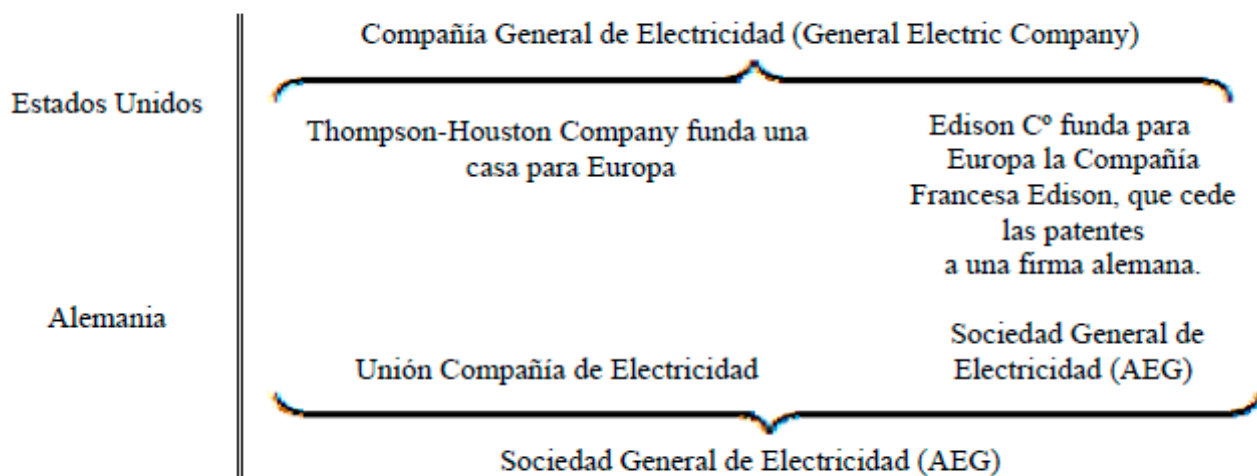 Compañía General de Electricidad (General Electric Company)
Estados Unidos
Thompson-Houston Company funda una
casa para Europa
Edison Cº funda para
Europa la Compañía
Francesa Edison, que cede
las patentes
a una firma alemana.
Alemania
Unión Compañía de Electricidad
Sociedad General de
Electricidad (AEG)
Sociedad General de Electricidad (AEG)